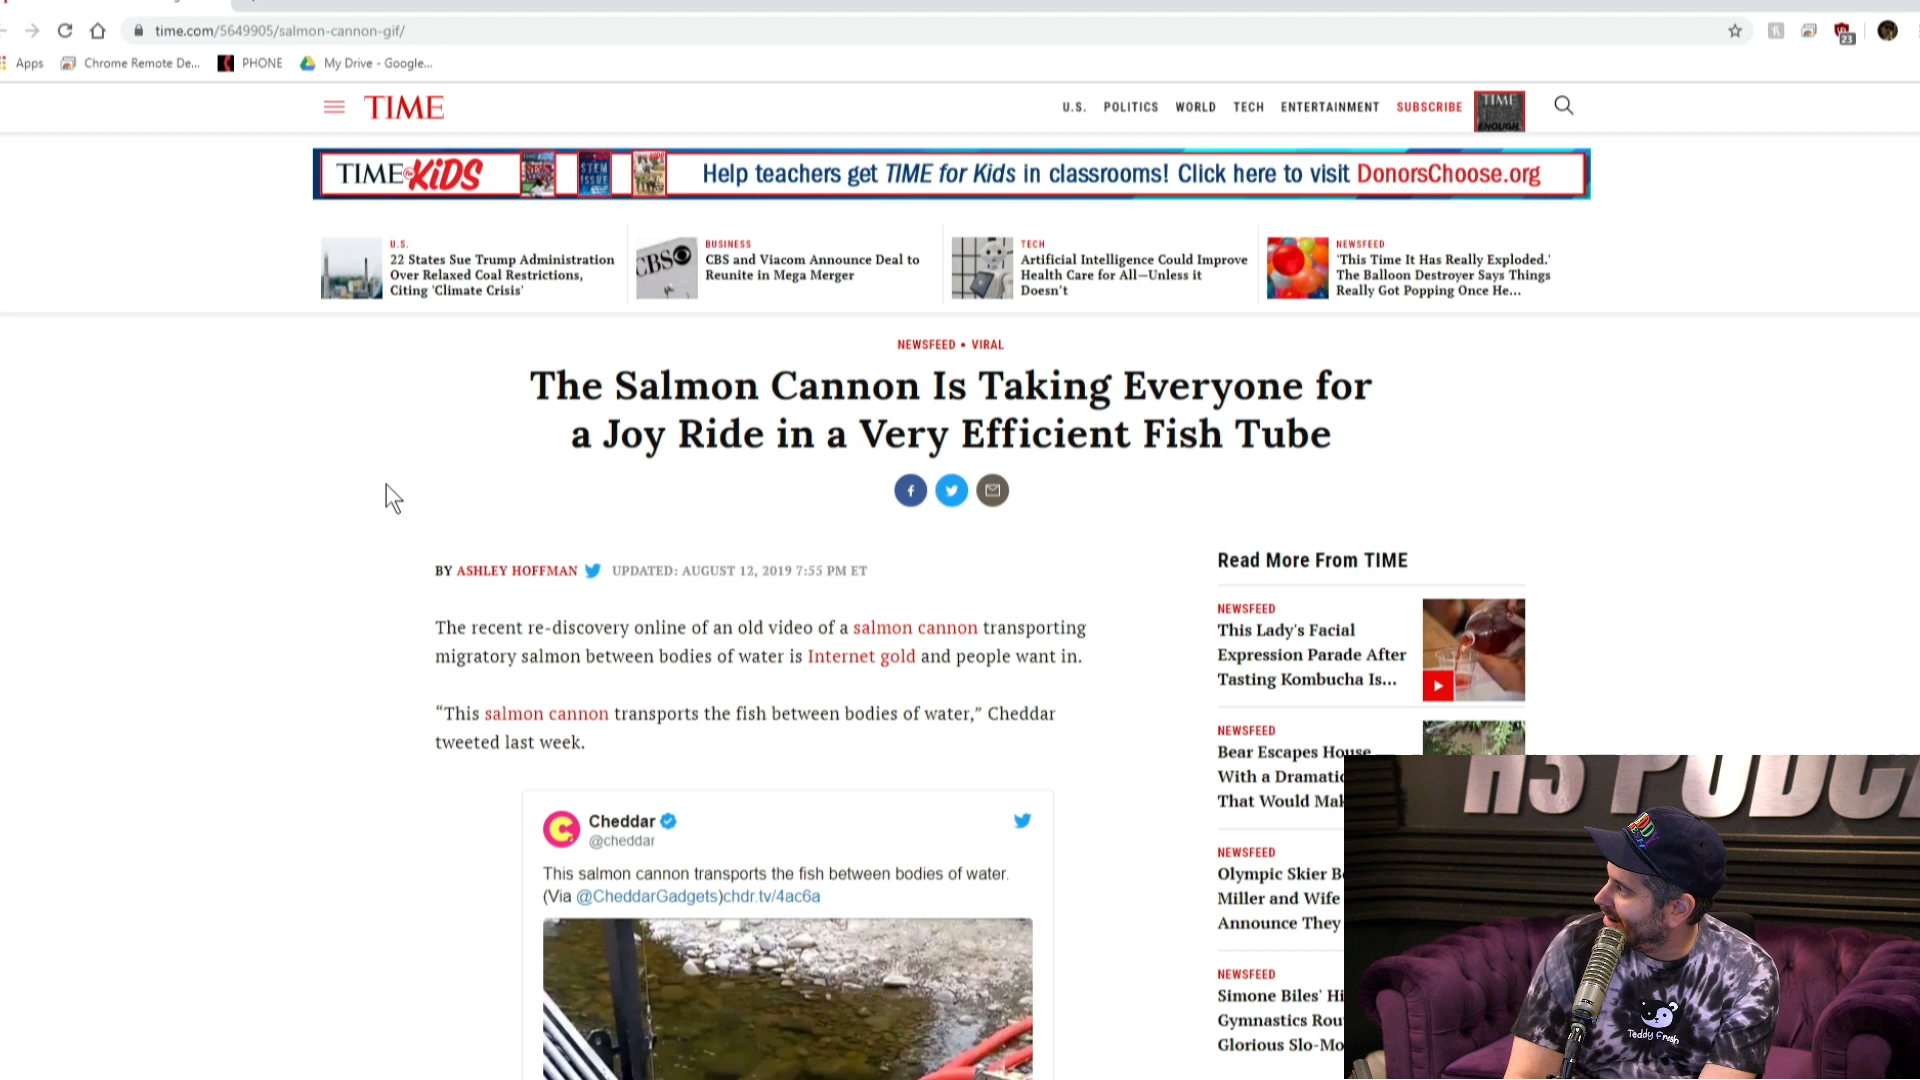 time.com/5649905/salmon-cannon-gif/
23
Apps Chrome Remote De... PHONE My Drive - Google...
TIME
U.S. POLITICS WORLD TECH ENTERTAINMENT SUBSCRIBE
TIME
ENOUGH
TIME for KiDS
Help teachers get TIME for Kids in classrooms! Click here to visit DonorsChoose.org
U.S.
22 States Sue Trump Administration
Over Relaxed Coal Restrictions,
Citing 'Climate Crisis'
CBS
BUSINESS
CBS and Viacom Announce Deal to
Reunite in Mega Merger
TECH
Artificial Intelligence Could Improve
Health Care for All—Unless it
Doesn't
NEWSFEED
'This Time It Has Really Exploded.'
The Balloon Destroyer Says Things
Really Got Popping Once He...
NEWSFEED • VIRAL
The Salmon Cannon Is Taking Everyone for
a Joy Ride in a Very Efficient Fish Tube
BY ASHLEY HOFFMAN UPDATED: AUGUST 12, 2019 7:55 PM ET
The recent re-discovery online of an old video of a salmon cannon transporting
migratory salmon between bodies of water is Internet gold and people want in.
“This salmon cannon transports the fish between bodies of water,” Cheddar
tweeted last week.
Cheddar
@cheddar
This salmon cannon transports the fish between bodies of water.
(Via @CheddarGadgets)chdr.tv/4ac6a
Read More From TIME
NEWSFEED
This Lady's Facial
Expression Parade After
Tasting Kombucha Is...
NEWSFEED
Bear Escapes House
With a Dramatic
That Would Mak
NEWSFEED
Olympic Skier B
Miller and Wife
Announce They
NEWSFEED
Simone Biles' Hi
Gymnastics Rou
Glorious Slo-Mo
H3 PODC
Teddy Fresh